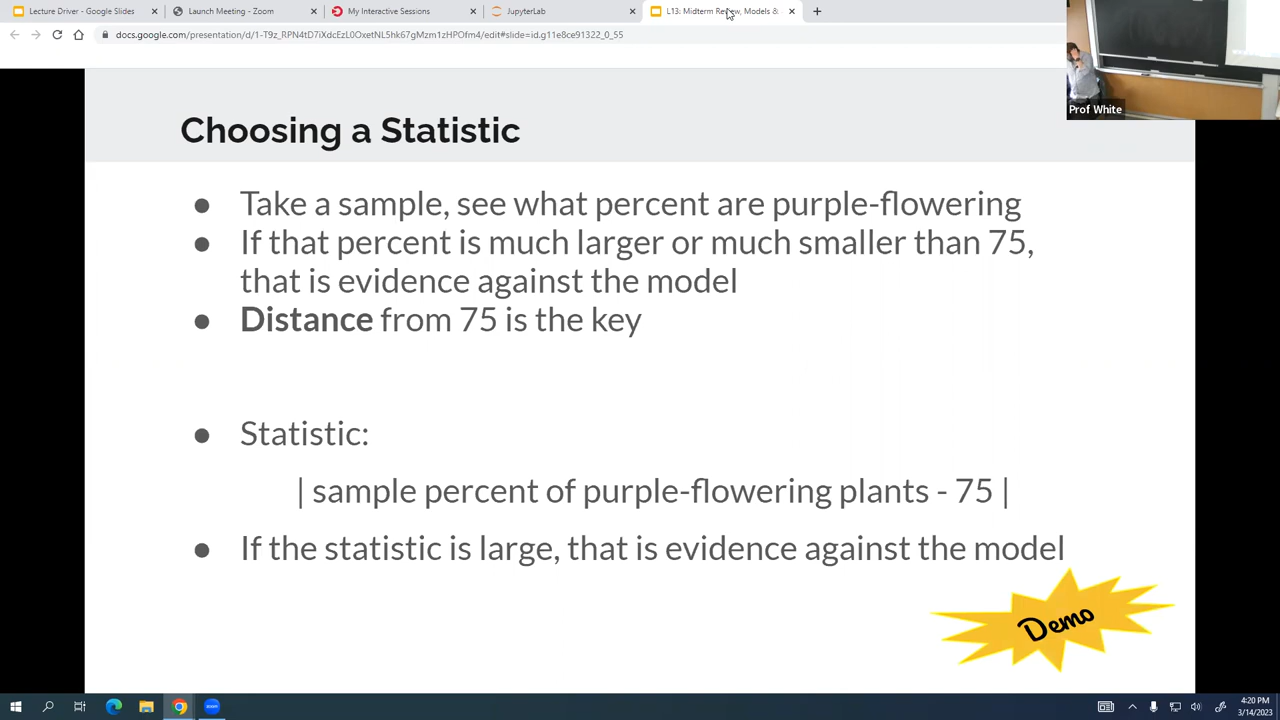 Lecture Driver - Google Slides
Launch Meeting - Zoom
My Interactive Sessions
JupyterLab
L13: Midterm Review, Models &
docs.google.com/presentation/d/1-T9z_RPN4tD7iXdcEzL0OxetNL5hk67gMzm1zHPOfm4/edit#slide=id.g11e8ce91322_0_55
Prof White
Choosing a Statistic
● Take a sample, see what percent are purple-flowering
● If that percent is much larger or much smaller than 75,
that is evidence against the model
● Distance from 75 is the key
● Statistic:
| sample percent of purple-flowering plants - 75 |
● If the statistic is large, that is evidence against the model
Demo
4:20 PM
3/14/2023